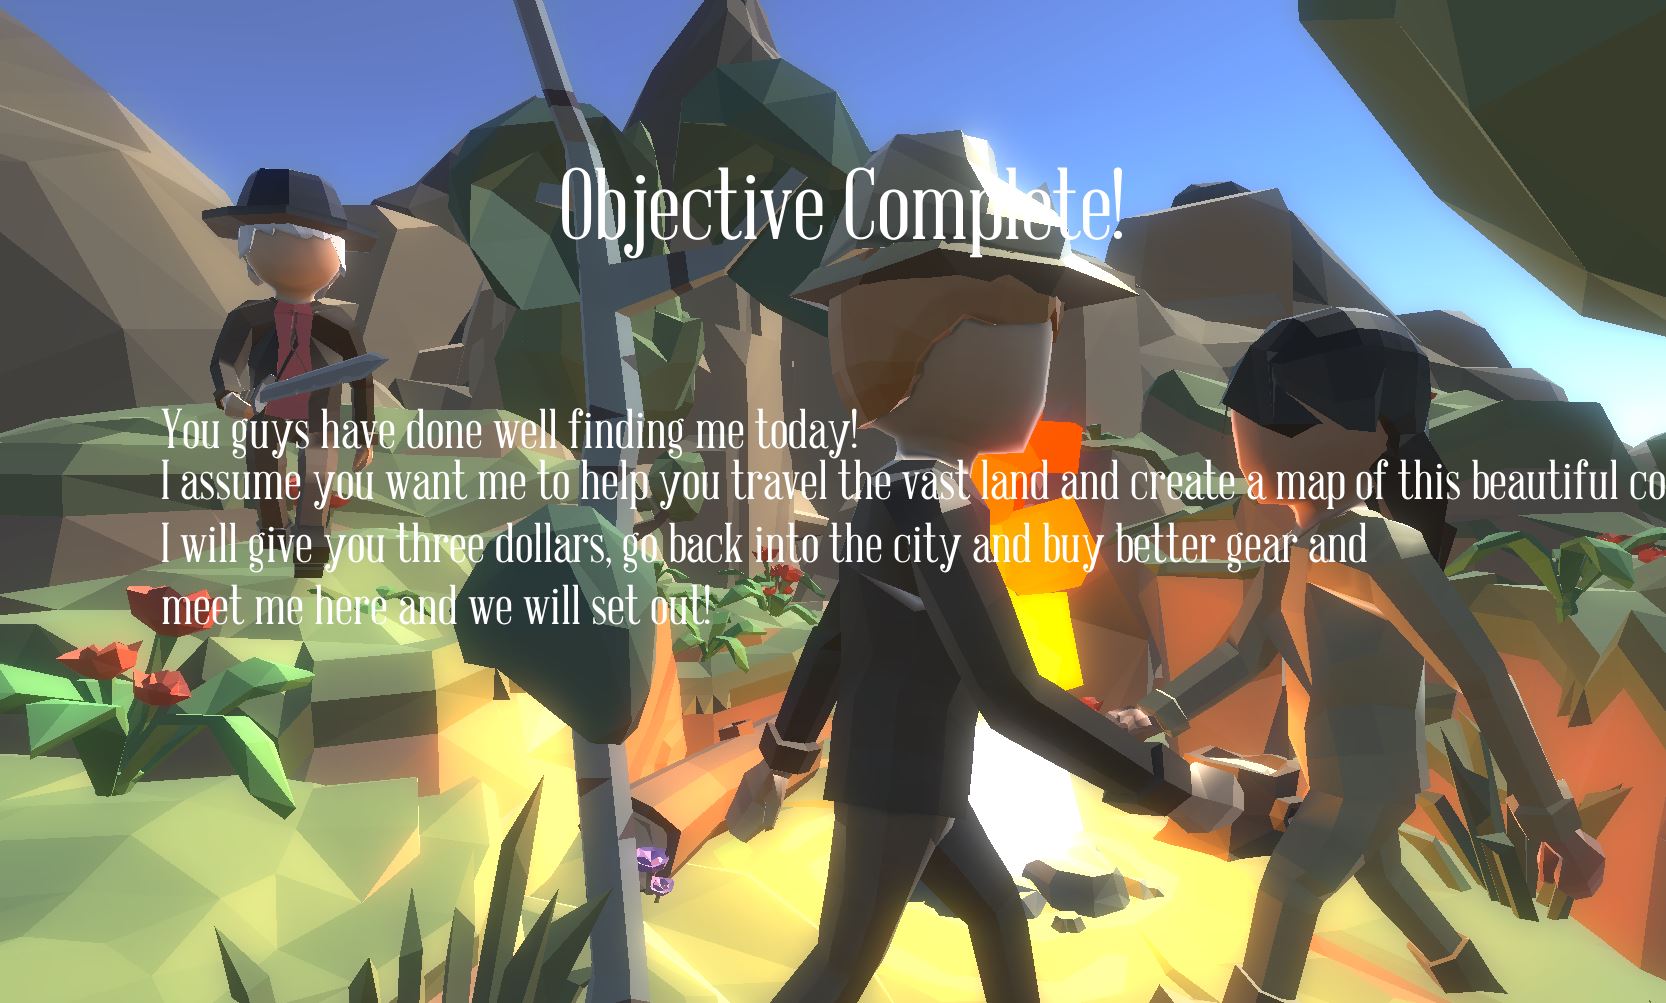 Objective Complete!
You guys have done well finding me today!
I assume you want me to help you travel the vast land and create a map of this beautiful co
I will give you three dollars, go back into the city and buy better gear and
meet me here and we will set out!